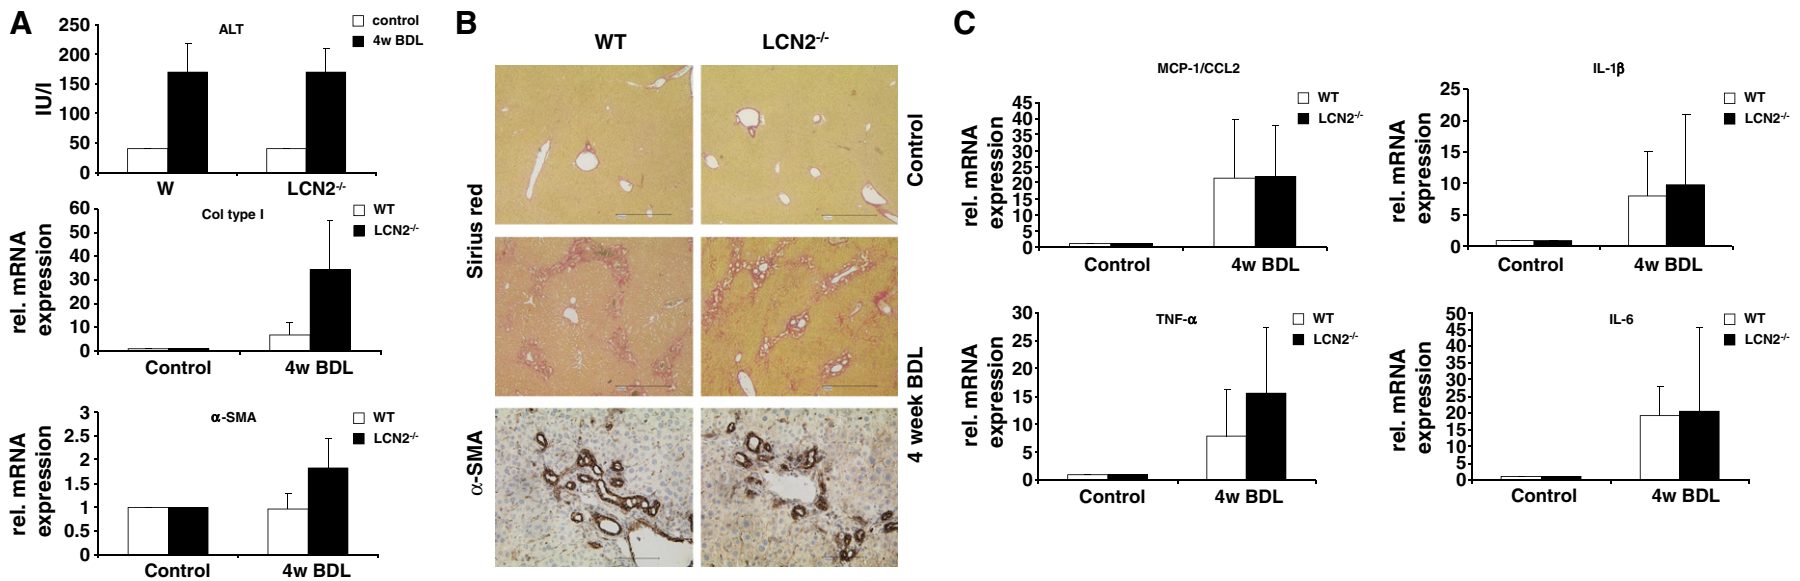 A
ALT
control
4w BDL
IU/l
250
200
150
100
50
0
W
LCN2-/-
Col type I
WT
LCN2-/-
rel. mRNA
expression
60
50
40
30
20
10
0
Control
4w BDL
α-SMA
WT
LCN2-/-
rel. mRNA
expression
3
2.5
2
1.5
1
0.5
0
Control
4w BDL
B
WT
LCN2-/-
Sirius red
α-SMA
Control
4 week BDL
C
MCP-1/CCL2
WT
LCN2-/-
rel. mRNA
expression
45
40
35
30
25
20
15
10
5
0
Control
4w BDL
IL-1β
WT
LCN2-/-
rel. mRNA
expression
25
20
15
10
5
0
Control
4w BDL
TNF-α
WT
LCN2-/-
rel. mRNA
expression
30
25
20
15
10
5
0
Control
4w BDL
IL-6
WT
LCN2-/-
rel. mRNA
expression
50
45
40
35
30
25
20
15
10
5
0
Control
4w BDL